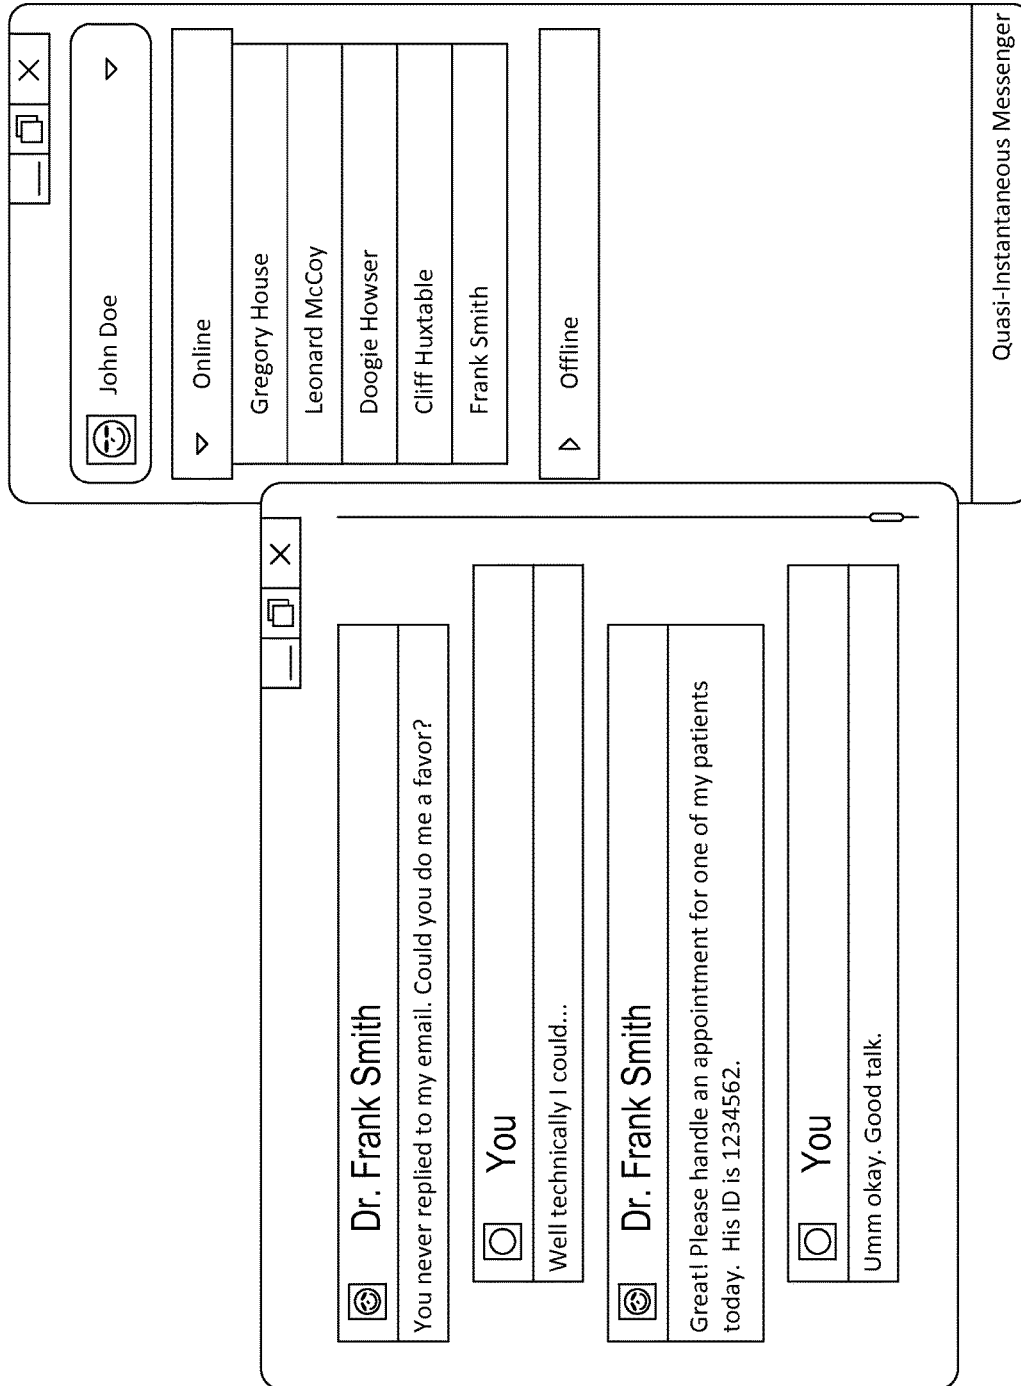 John Doe
Online
Gregory House
Leonard McCoy
Doogie Howser
Cliff Huxtable
Frank Smith
Offline
Quasi-Instantaneous Messenger
Dr. Frank Smith
You never replied to my email. Could you do me a favor?
You
Well technically I could...
Dr. Frank Smith
Great! Please handle an appointment for one of my patients
today.  His ID is 1234562.
You
Umm okay. Good talk.